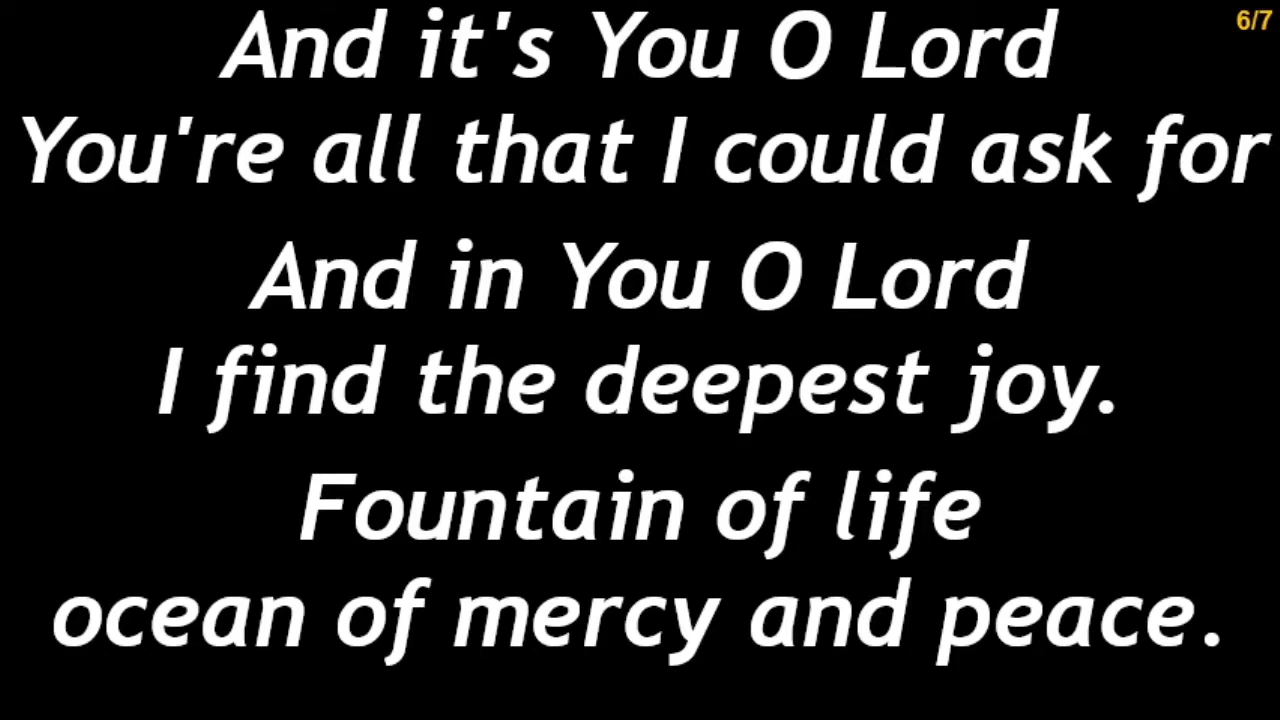 6/7
And it's You O Lord
You're all that I could ask for
And in You O Lord
I find the deepest joy.
Fountain of life
ocean of mercy and peace.